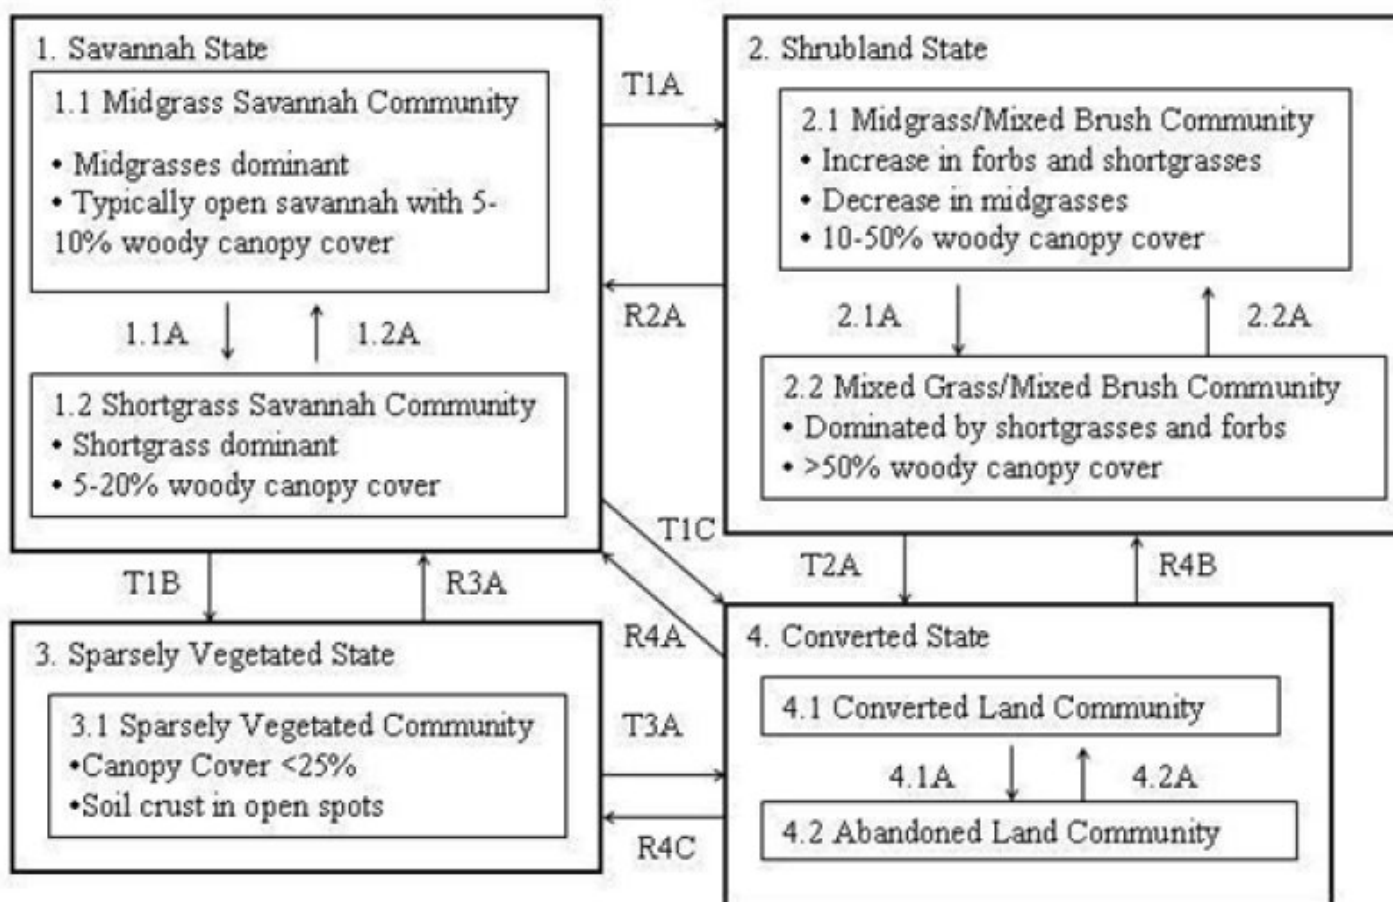 1. Savannah State
1.1 Midgrass Savannah Community
• Midgrasses dominant
• Typically open savannah with 5-
10% woody canopy cover
1.1A
1.2A
1.2 Shortgrass Savannah Community
• Shortgrass dominant
• 5-20% woody canopy cover
T1A
R2A
2. Shrubland State
2.1 Midgrass/Mixed Brush Community
• Increase in forbs and shortgrasses
• Decrease in midgrasses
• 10-50% woody canopy cover
2.1A
2.2A
2.2 Mixed Grass/Mixed Brush Community
• Dominated by shortgrasses and forbs
• >50% woody canopy cover
T1B
R3A
T1C
R4A
T2A
R4B
3. Sparsely Vegetated State
3.1 Sparsely Vegetated Community
•Canopy Cover <25%
•Soil crust in open spots
T3A
R4C
4. Converted State
4.1 Converted Land Community
4.1A
4.2A
4.2 Abandoned Land Community